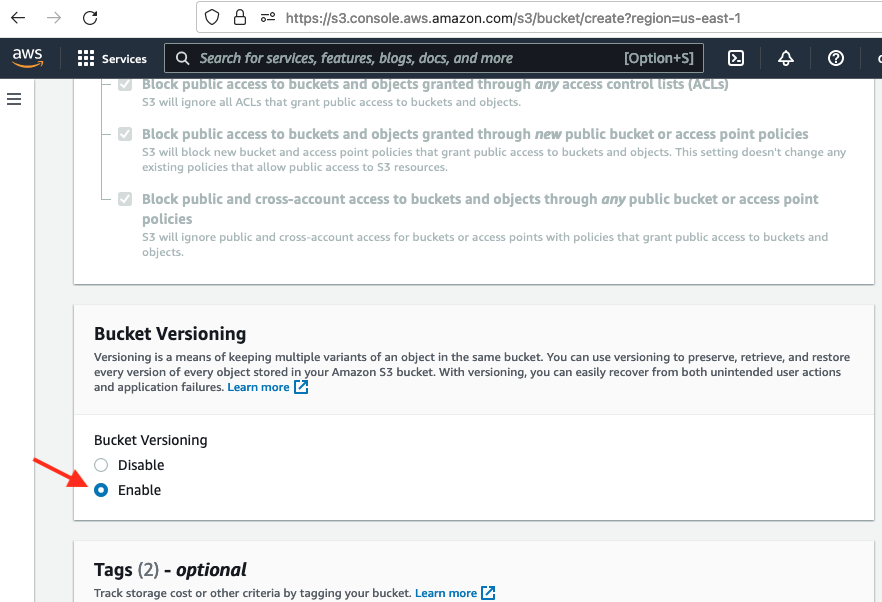 https://s3.console.aws.amazon.com/s3/bucket/create?region=us-east-1
aws
Services
Search for services, features, blogs, docs, and more
[Option+S]
Block public access to buckets and objects granted through any access control lists (ACLs)
S3 will ignore all ACLs that grant public access to buckets and objects.
Block public access to buckets and objects granted through new public bucket or access point policies
S3 will block new bucket and access point policies that grant public access to buckets and objects. This setting doesn't change any
existing policies that allow public access to S3 resources.
Block public and cross-account access to buckets and objects through any public bucket or access point
policies
S3 will ignore public and cross-account access for buckets or access points with policies that grant public access to buckets and
objects.
Bucket Versioning
Versioning is a means of keeping multiple variants of an object in the same bucket. You can use versioning to preserve, retrieve, and restore
every version of every object stored in your Amazon S3 bucket. With versioning, you can easily recover from both unintended user actions
and application failures. Learn more
Bucket Versioning
Disable
Enable
Tags (2) - optional
Track storage cost or other criteria by tagging your bucket. Learn more